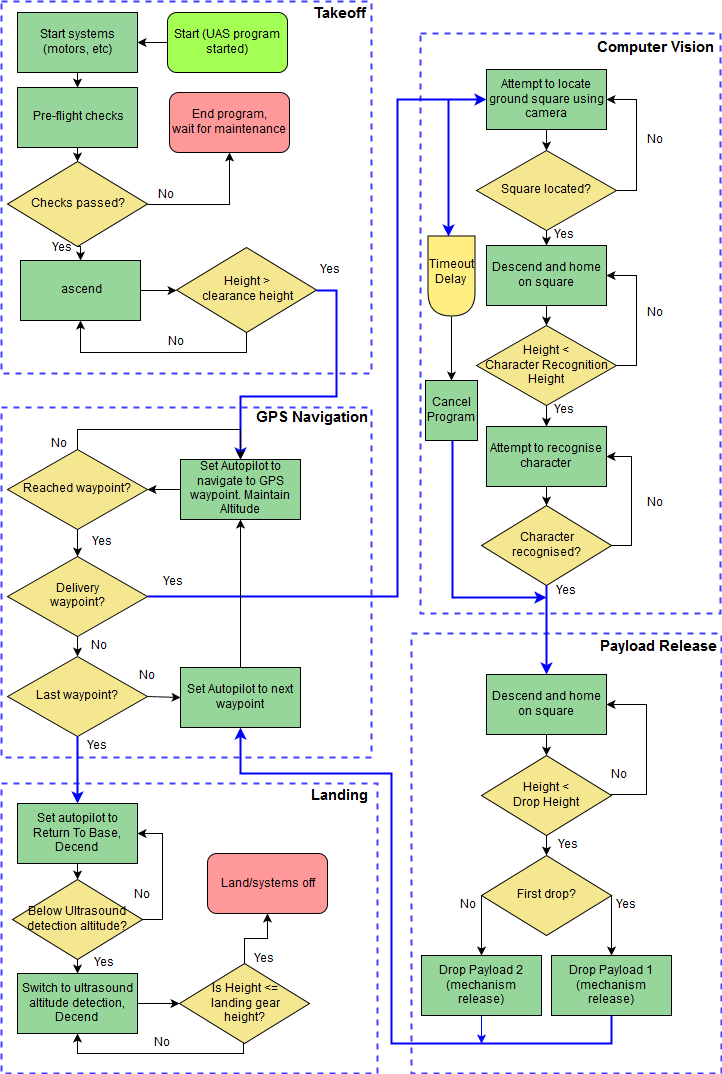 Takeoff
Start systems
(motors, etc)
Start (UAS program
started)
Pre-flight checks
End program,
wait for maintenance
Checks passed?
No
Yes
ascend
Height >
clearance height
Yes
No
GPS Navigation
No
Reached waypoint?
Set Autopilot to
navigate to GPS
waypoint. Maintain
Altitude
Yes
Delivery
waypoint?
Yes
No
Last waypoint?
No
Set Autopilot to next
waypoint
Yes
Landing
Set autopilot to
Return To Base,
Decend
No
Below Ultrasound
detection altitude?
Yes
Land/systems off
Switch to ultrasound
altitude detection,
Decend
Is Height <=
landing gear
height?
Yes
No
Computer Vision
Attempt to locate
ground square using
camera
No
Square located?
Yes
Timeout
Delay
Descend and home
on square
No
Height <
Character Recognition
Height
Yes
Cancel
Program
Attempt to recognise
character
No
Character
recognised?
Yes
Payload Release
Descend and home
on square
No
Height <
Drop Height
Yes
First drop?
No
Yes
Drop Payload 2
(mechanism
release)
Drop Payload 1
(mechanism
release)